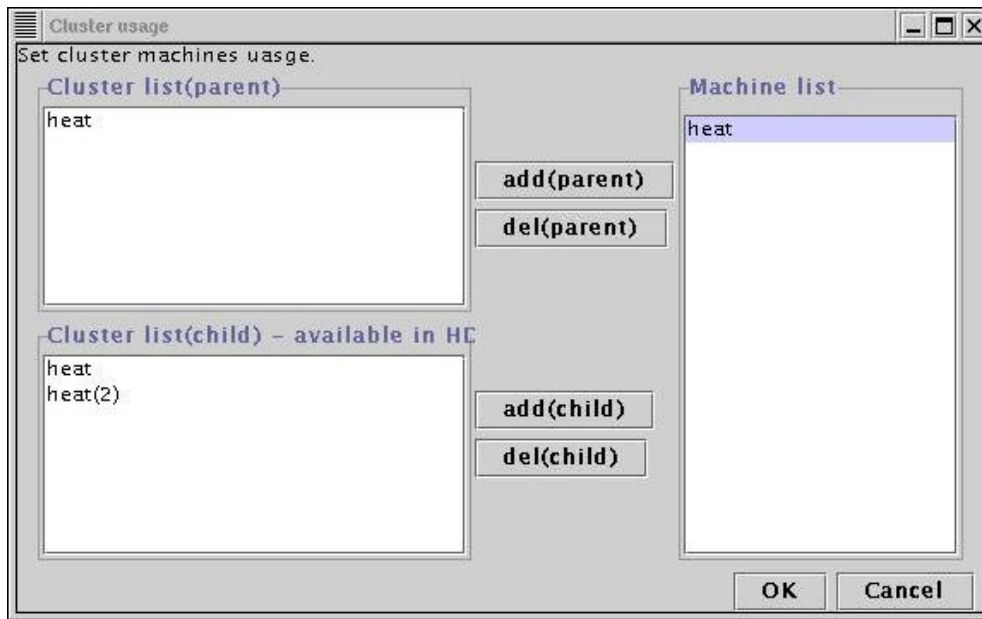 Cluster usage
Set cluster machines uasge.
Cluster list(parent)
heat
add(parent)
del(parent)
Cluster list(child) – available in HD
heat
heat(2)
add(child)
del(child)
Machine list
heat
OK
Cancel